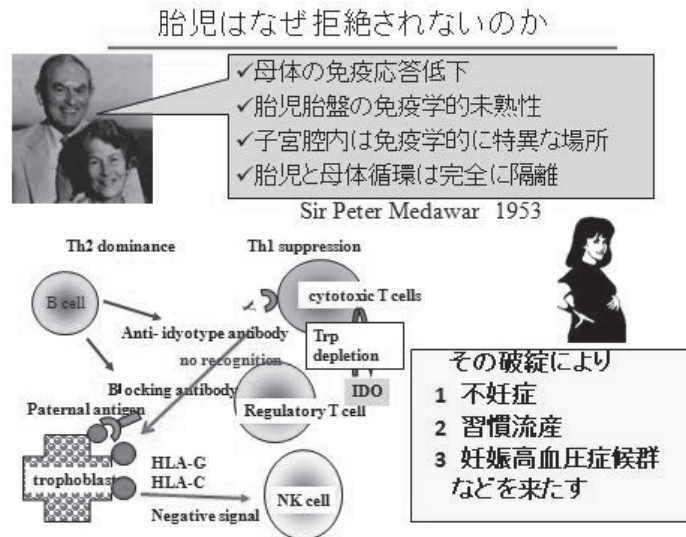 胎児はなぜ拒絶されないのか
✓母体の免疫応答低下
✓胎児胎盤の免疫学的未熟性
✓子宮腔内は免疫学的に特異な場所
✓胎児と母体循環は完全に隔離
Sir Peter Medawar 1953
Th2 dominance
Th1 suppression
B cell
cytotoxic T cells
Anti-idyotype antibody
no recognition
Trp
depletion
Blocking antibody
IDO
Paternal antigen
Regulatory T cell
trophoblast
HLA-G
HLA-C
NK cell
Negative signal
その破綻により
1 不妊症
2 習慣流産
3 妊娠高血圧症候群
などを来たす